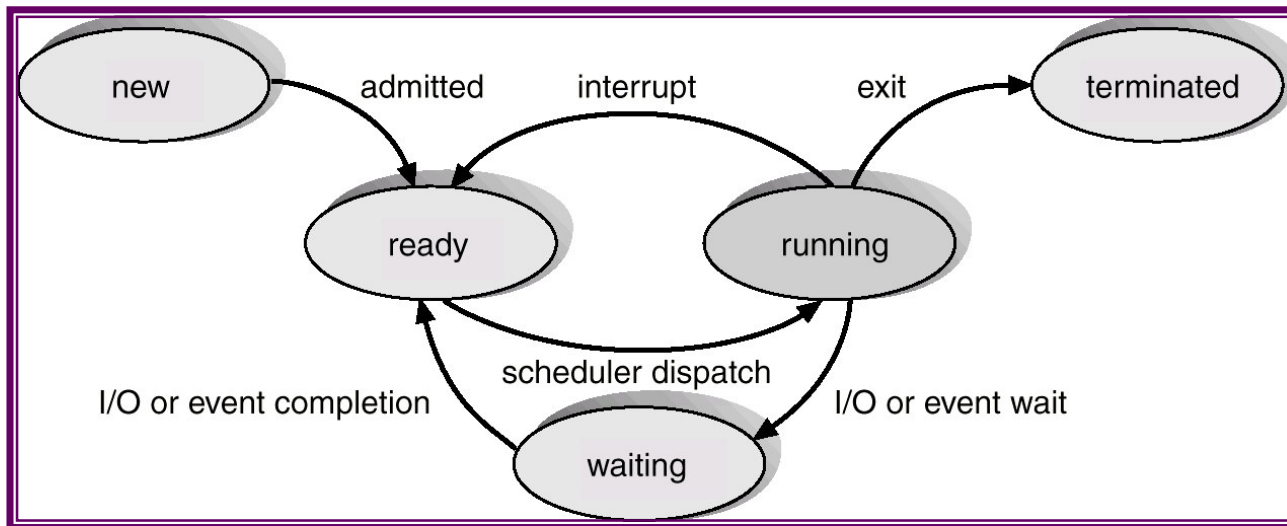 new
admitted
interrupt
exit
terminated
ready
running
scheduler dispatch
I/O or event completion
I/O or event wait
waiting